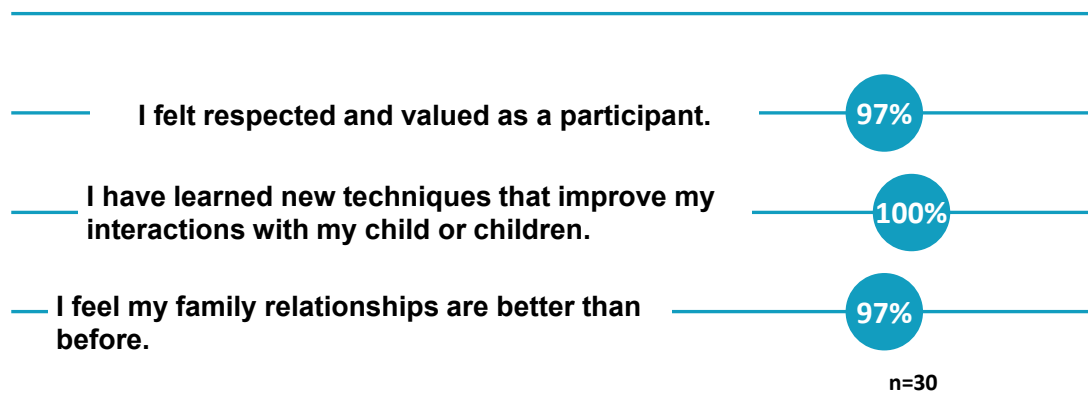 I felt respected and valued as a participant.
97%
I have learned new techniques that improve my
interactions with my child or children.
100%
I feel my family relationships are better than
before.
97%
n=30